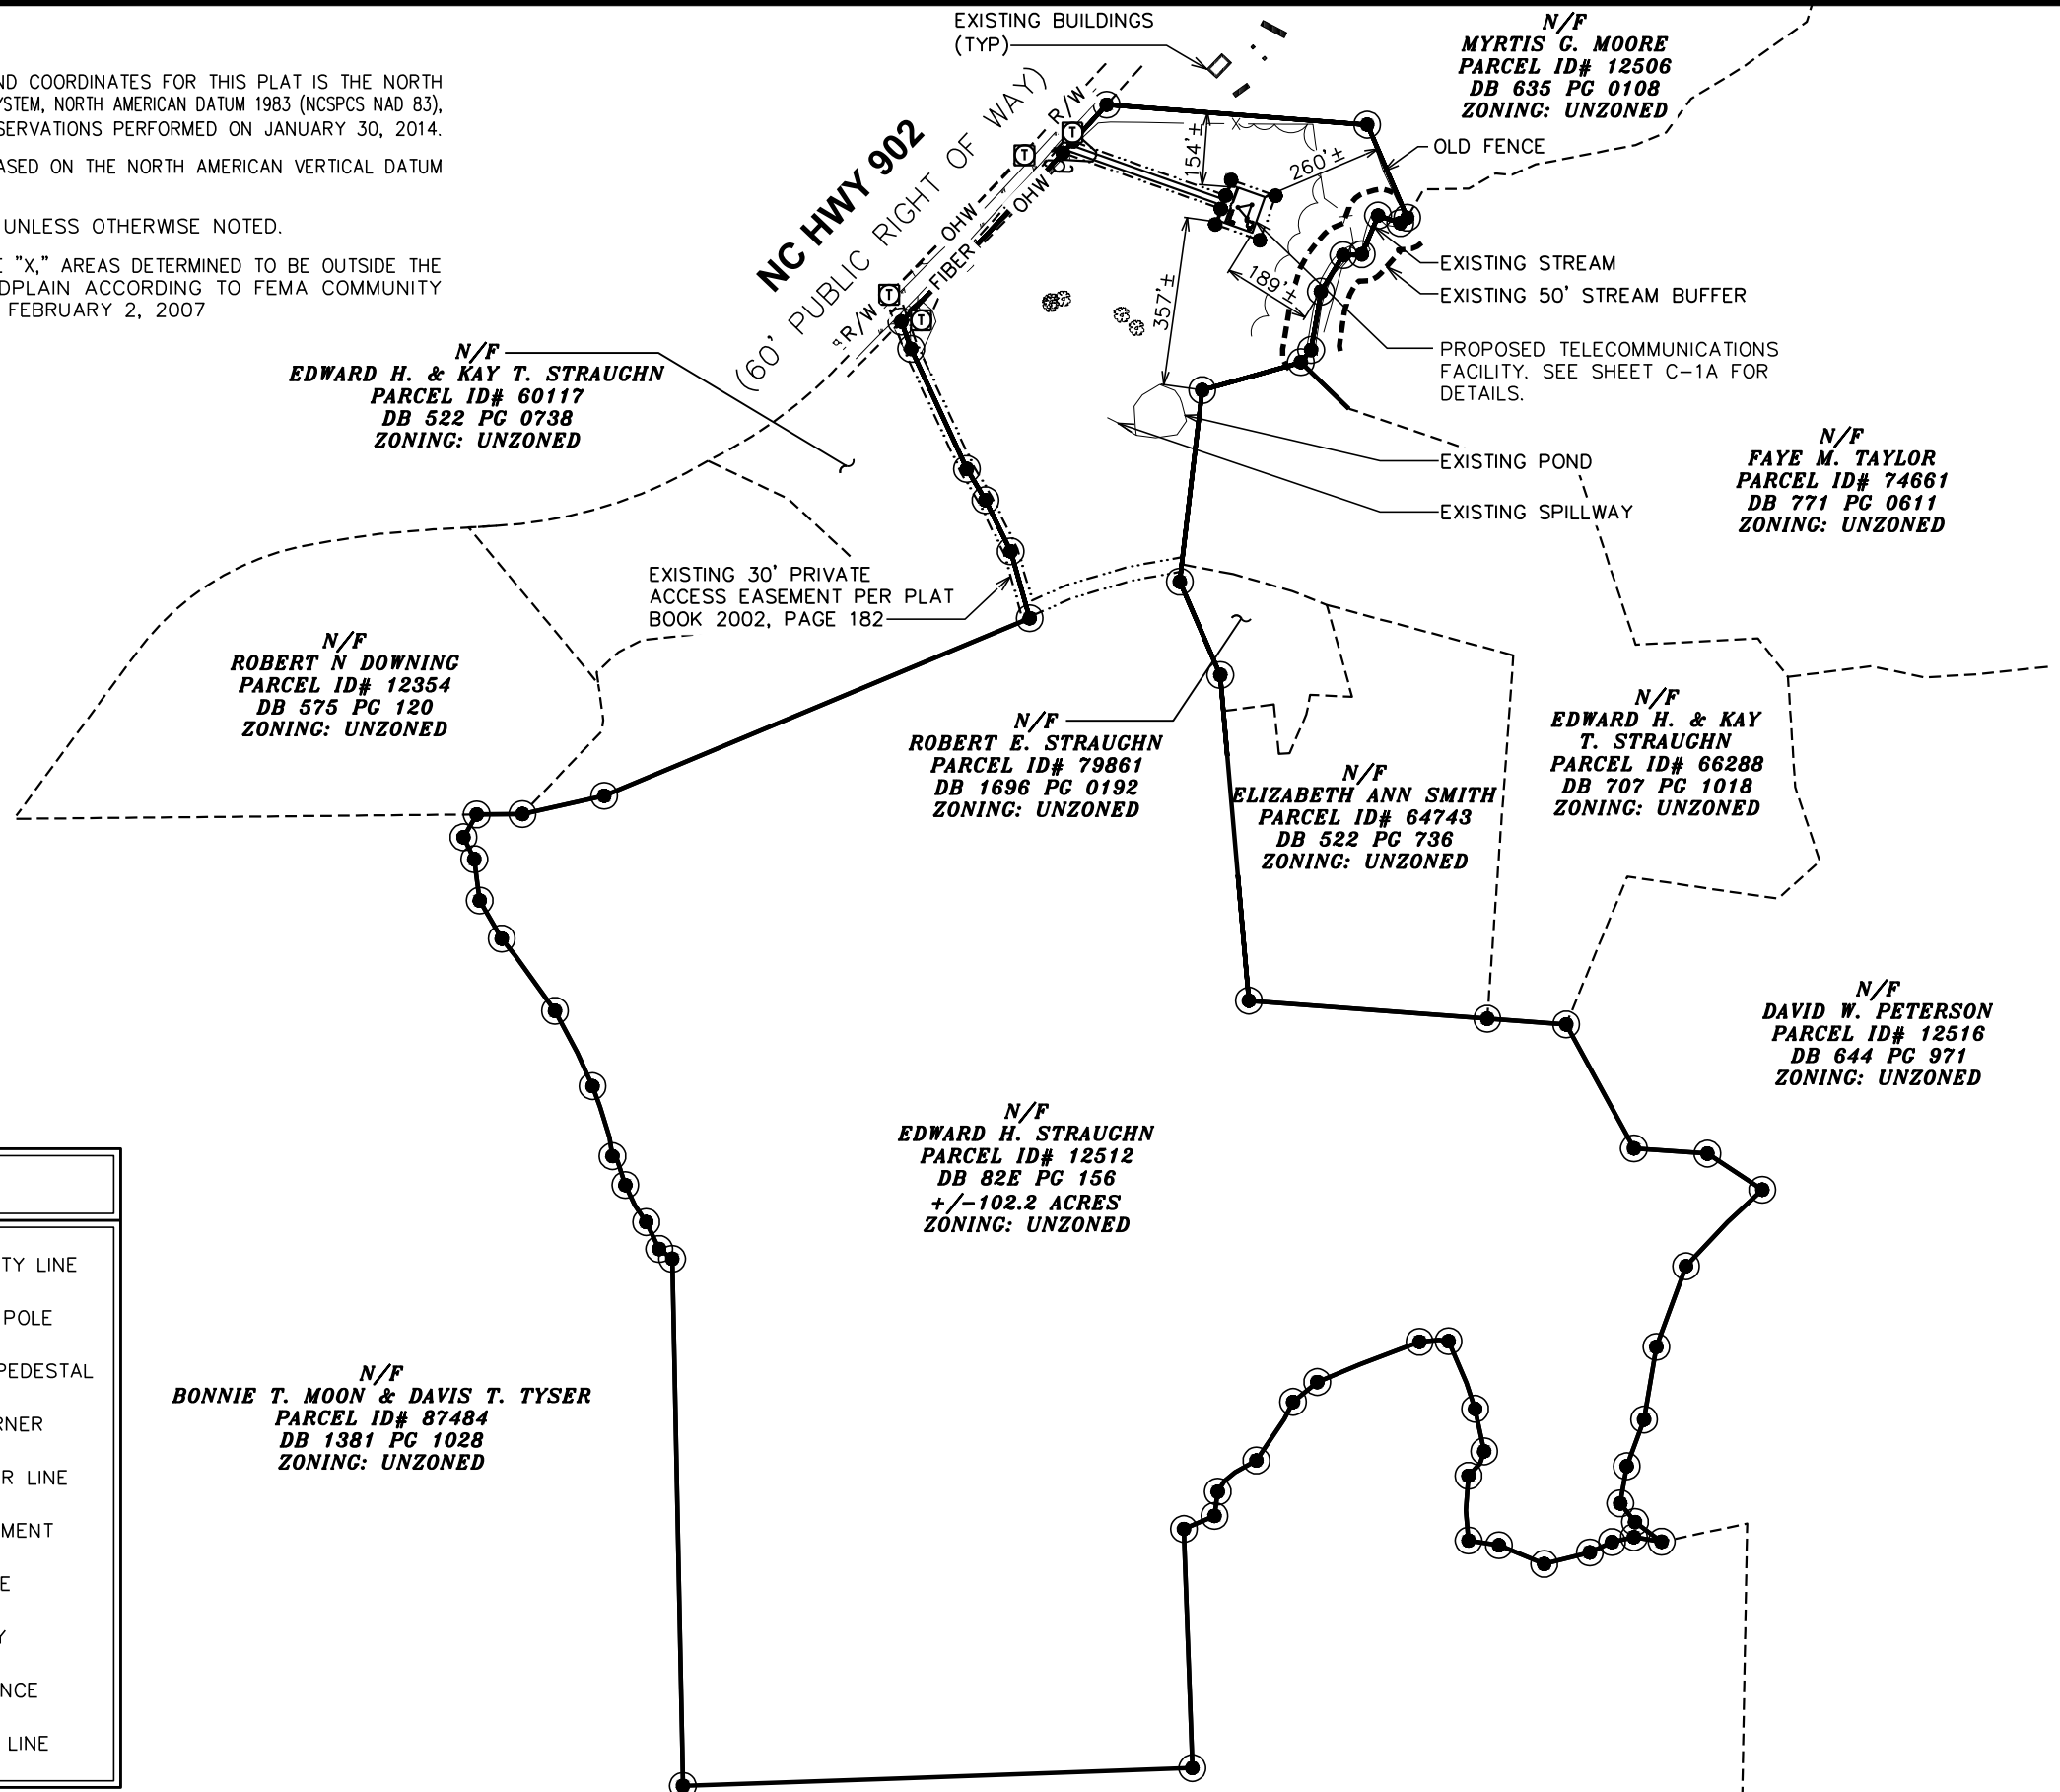 EXISTING BUILDINGS
(TYP)
N/F
MYRTIS G. MOORE
PARCEL ID# 12506
DB 635 PG 0108
ZONING: UNZONED
ND COORDINATES FOR THIS PLAT IS THE NORTH
YSTEM, NORTH AMERICAN DATUM 1983 (NCSPCS NAD 83),
SERVATIONS PERFORMED ON JANUARY 30, 2014.
ASED ON THE NORTH AMERICAN VERTICAL DATUM
UNLESS OTHERWISE NOTED.
E "X," AREAS DETERMINED TO BE OUTSIDE THE
DPLAIN ACCORDING TO FEMA COMMUNITY
FEBRUARY 2, 2007
NC HWY 902
(60' PUBLIC RIGHT OF WAY)
R/W
R/W
OHW
OHW
FIBER
T
T
T
T
154'±
260'±
357'±
189'±
X
OLD FENCE
EXISTING STREAM
EXISTING 50' STREAM BUFFER
PROPOSED TELECOMMUNICATIONS
FACILITY. SEE SHEET C-1A FOR
DETAILS.
EXISTING POND
EXISTING SPILLWAY
N/F
EDWARD H. & KAY T. STRAUGHN
PARCEL ID# 60117
DB 522 PG 0738
ZONING: UNZONED
N/F
FAYE M. TAYLOR
PARCEL ID# 74661
DB 771 PG 0611
ZONING: UNZONED
EXISTING 30' PRIVATE
ACCESS EASEMENT PER PLAT
BOOK 2002, PAGE 182
N/F
ROBERT N DOWNING
PARCEL ID# 12354
DB 575 PG 120
ZONING: UNZONED
N/F
ROBERT E. STRAUGHN
PARCEL ID# 79861
DB 1696 PG 0192
ZONING: UNZONED
N/F
ELIZABETH ANN SMITH
PARCEL ID# 64743
DB 522 PG 736
ZONING: UNZONED
N/F
EDWARD H. & KAY
T. STRAUGHN
PARCEL ID# 66288
DB 707 PG 1018
ZONING: UNZONED
N/F
DAVID W. PETERSON
PARCEL ID# 12516
DB 644 PG 971
ZONING: UNZONED
N/F
EDWARD H. STRAUGHN
PARCEL ID# 12512
DB 82E PG 156
+/-102.2 ACRES
ZONING: UNZONED
N/F
BONNIE T. MOON & DAVIS T. TYSER
PARCEL ID# 87484
DB 1381 PG 1028
ZONING: UNZONED
TY LINE
POLE
PEDESTAL
RNER
R LINE
MENT
E
Y
NCE
LINE